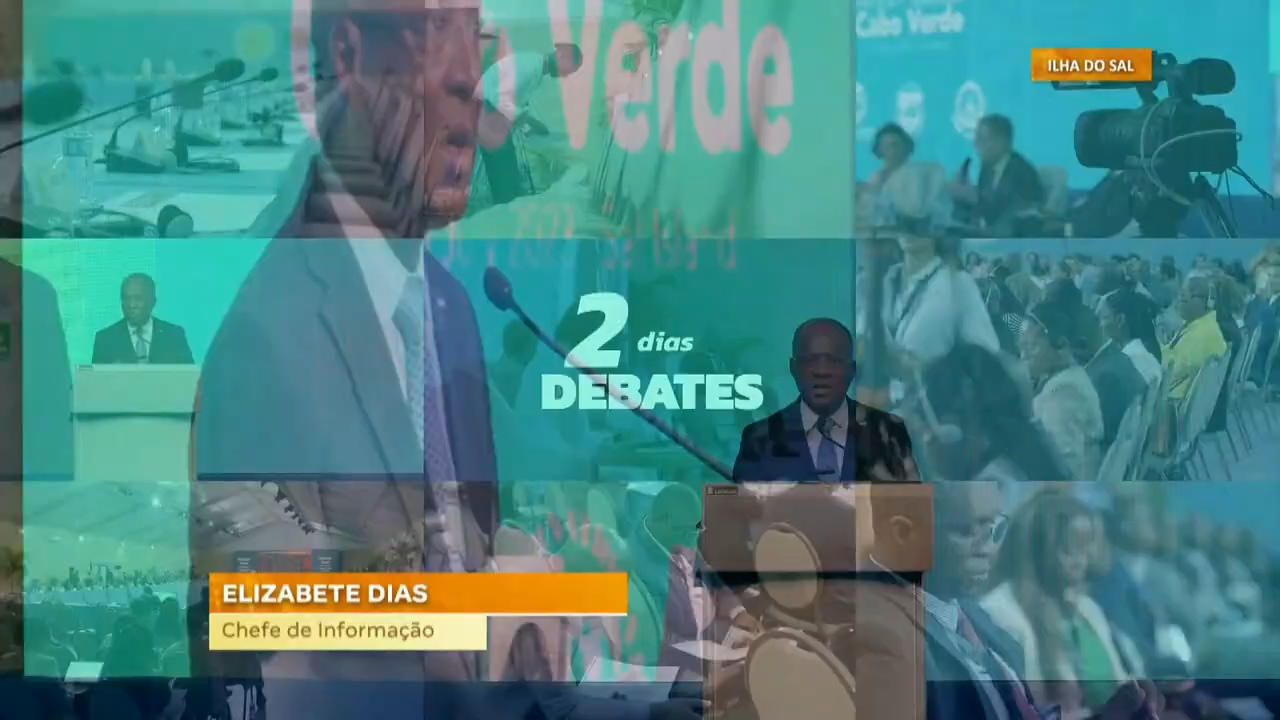 Verde
Cabo Verde
ILHA DO SAL
2 dias
DEBATES
ELIZABETE DIAS
Chefe de Informação